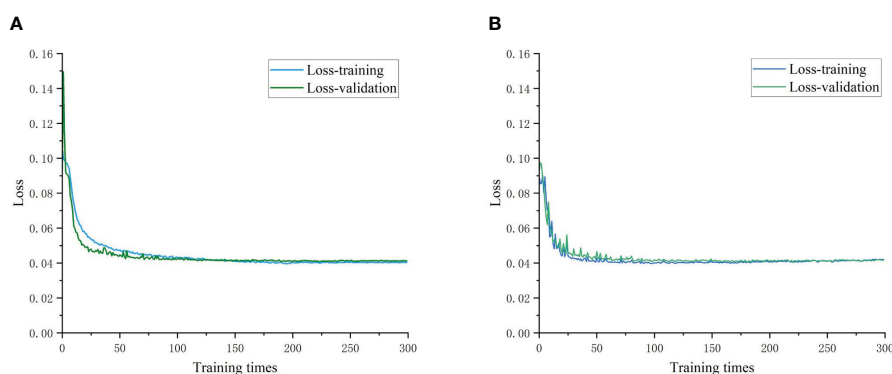 A
0.16
0.14
0.12
0.10
0.08
0.06
0.04
0.02
0.00
Loss
0 50 100 150 200 250 300
Training times
Loss-training
Loss-validation
B
0.16
0.14
0.12
0.10
0.08
0.06
0.04
0.02
0.00
Loss
0 50 100 150 200 250 300
Training times
Loss-training
Loss-validation